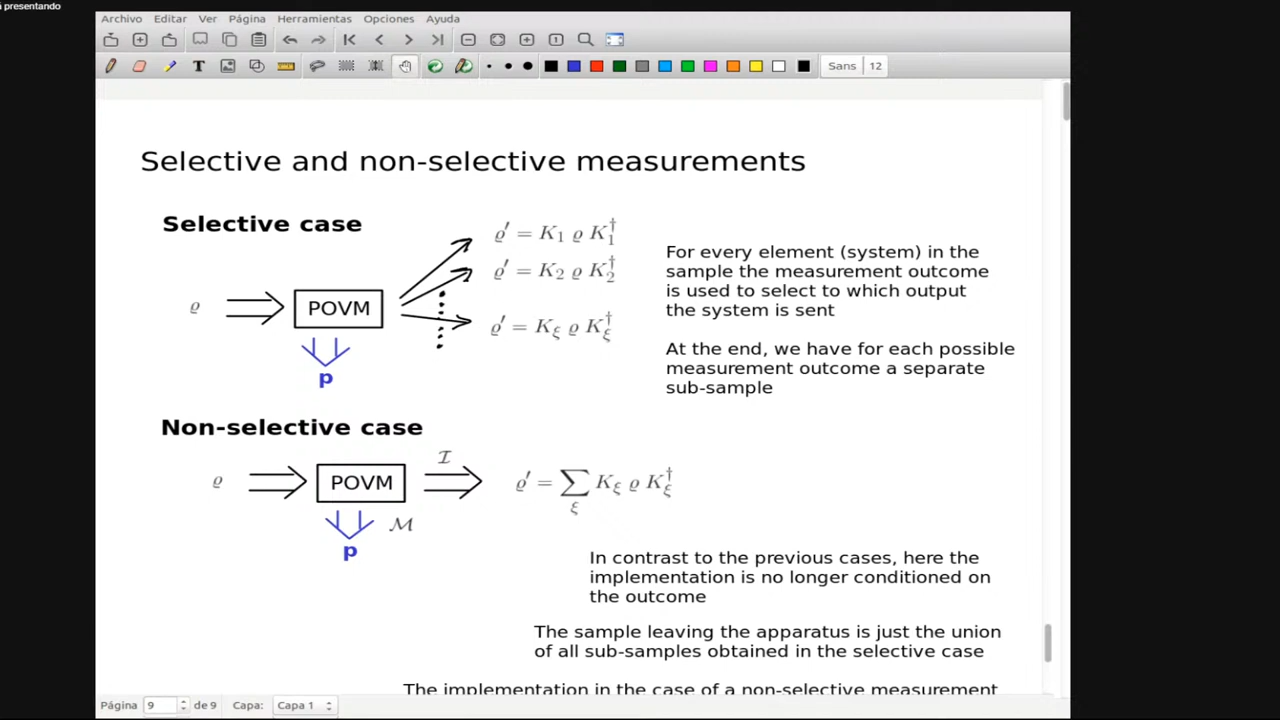 á presentando
Archivo Editar Ver Página Herramientas Opciones Ayuda
T Sans 12
Selective and non-selective measurements
Selective case
ϱ′ = K₁ ϱ K₁†
ϱ′ = K₂ ϱ K₂†
ϱ POVM
ϱ′ = K_ξ ϱ K_ξ†
p
For every element (system) in the
sample the measurement outcome
is used to select to which output
the system is sent
At the end, we have for each possible
measurement outcome a separate
sub-sample
Non-selective case
ℐ
ϱ POVM ϱ′ = ∑_ξ K_ξ ϱ K_ξ†
ℳ
p
In contrast to the previous cases, here the
implementation is no longer conditioned on
the outcome
The sample leaving the apparatus is just the union
of all sub-samples obtained in the selective case
The implementation in the case of a non-selective measurement
Página 9 de 9 Capa: Capa 1